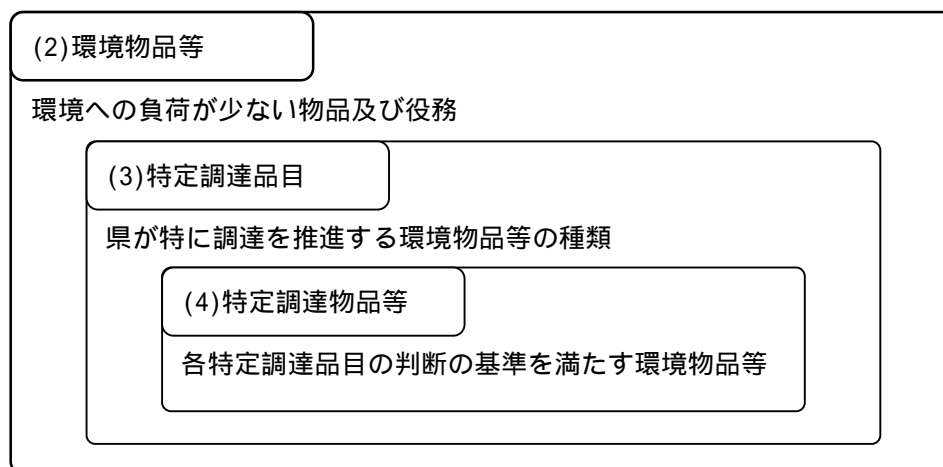 (2)環境物品等
環境への負荷が少ない物品及び役務
(3)特定調達品目
県が特に調達を推進する環境物品等の種類
(4)特定調達物品等
各特定調達品目の判断の基準を満たす環境物品等